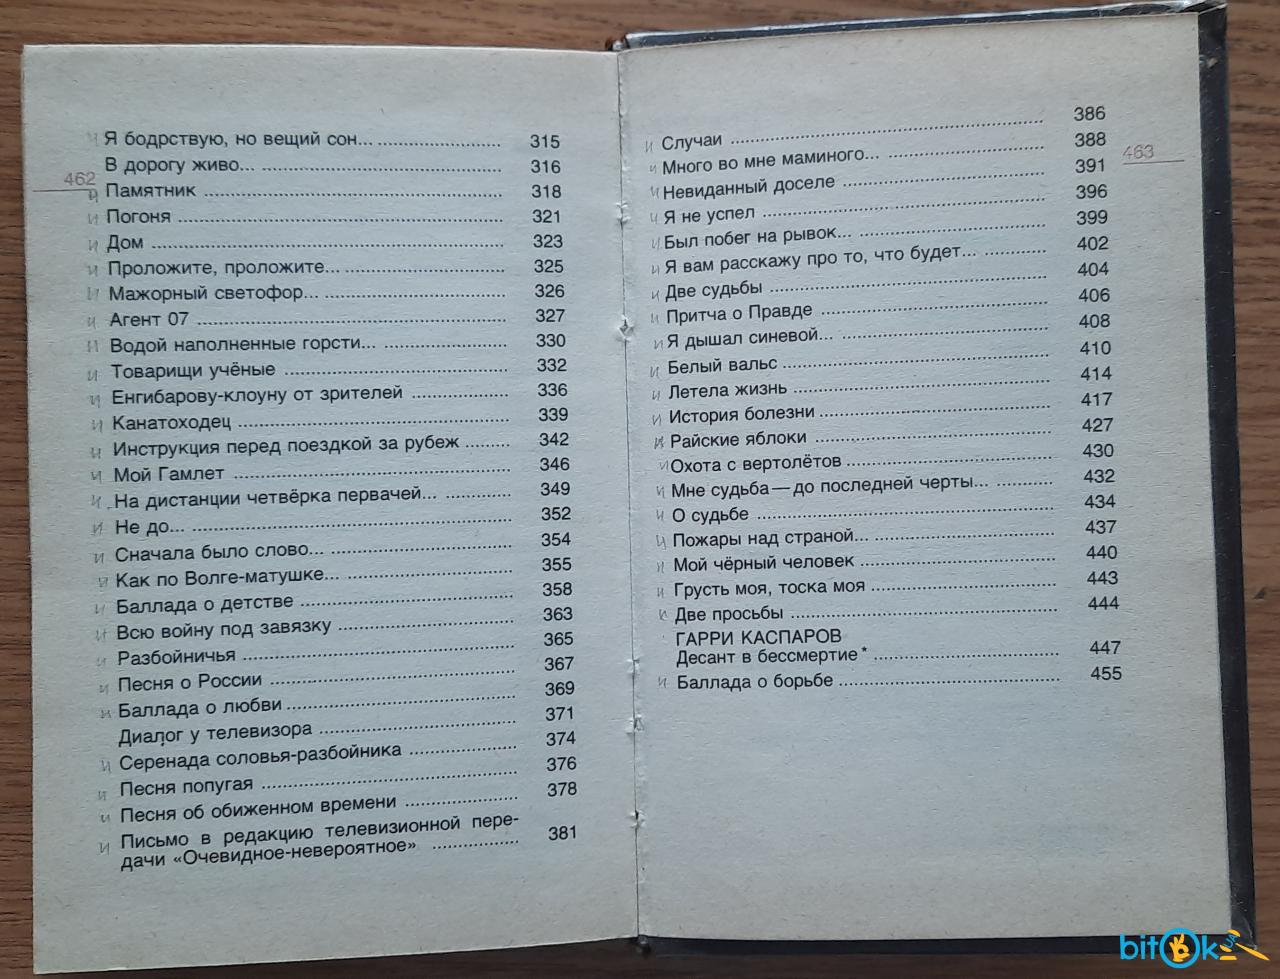 Я бодрствую, но вещий сон... 315
В дорогу живо... 316
462
Памятник 318
Погоня 321
Дом 323
Проложите, проложите... 325
Мажорный светофор... 326
Агент 07 327
Водой наполненные горсти... 330
Товарищи учёные 332
Енгибарову-клоуну от зрителей 336
Канатоходец 339
Инструкция перед поездкой за рубеж 342
Мой Гамлет 346
На дистанции четвёрка первачей... 349
Не до... 352
Сначала было слово... 354
Как по Волге-матушке... 355
Баллада о детстве 358
Всю войну под завязку 363
Разбойничья 365
Песня о России 367
Баллада о любви 369
Диалог у телевизора 371
Серенада соловья-разбойника 374
Песня попугая 376
Песня об обиженном времени 378
Письмо в редакцию телевизионной пере-
дачи «Очевидное-невероятное» 381
Случаи 386
Много во мне маминого... 388
463
Невиданный доселе 391
Я не успел 396
Был побег на рывок... 399
Я вам расскажу про то, что будет... 402
Две судьбы 404
Притча о Правде 406
Я дышал синевой... 408
Белый вальс 410
Летела жизнь 414
История болезни 417
Райские яблоки 427
Охота с вертолётов 430
Мне судьба — до последней черты... 432
О судьбе 434
Пожары над страной... 437
Мой чёрный человек 440
Грусть моя, тоска моя 443
Две просьбы 444
ГАРРИ КАСПАРОВ
Десант в бессмертие* 447
Баллада о борьбе 455
bitOk
UA